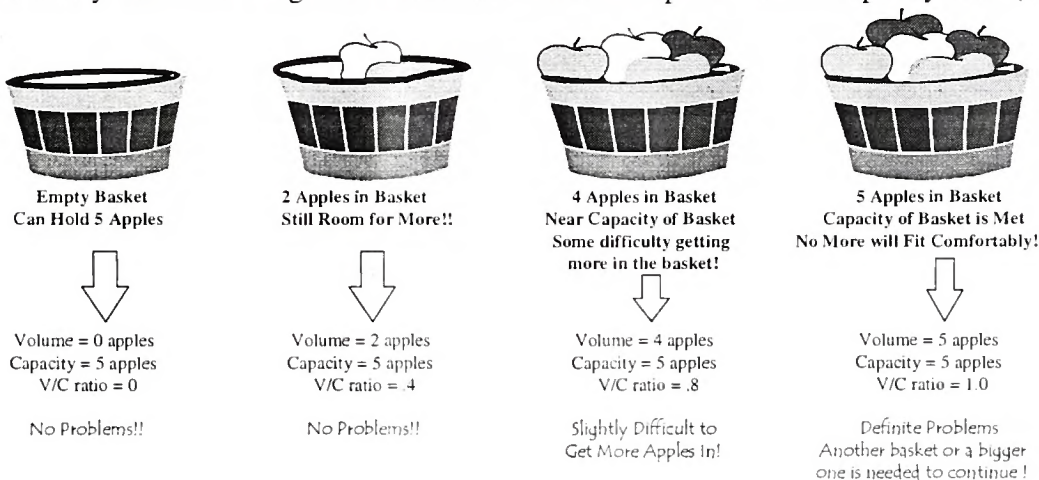 Empty Basket
Can Hold 5 Apples
Volume = 0 apples
Capacity = 5 apples
V/C ratio = 0
No Problems!!
2 Apples in Basket
Still Room for More!!
Volume = 2 apples
Capacity = 5 apples
V/C ratio = .4
No Problems!!
4 Apples in Basket
Near Capacity of Basket
Some difficulty getting
more in the basket!
Volume = 4 apples
Capacity = 5 apples
V/C ratio = .8
Slightly Difficult to
Get More Apples In!
5 Apples in Basket
Capacity of Basket is Met
No More will Fit Comfortably!
Volume = 5 apples
Capacity = 5 apples
V/C ratio = 1.0
Definite Problems
Another basket or a bigger
one is needed to continue !